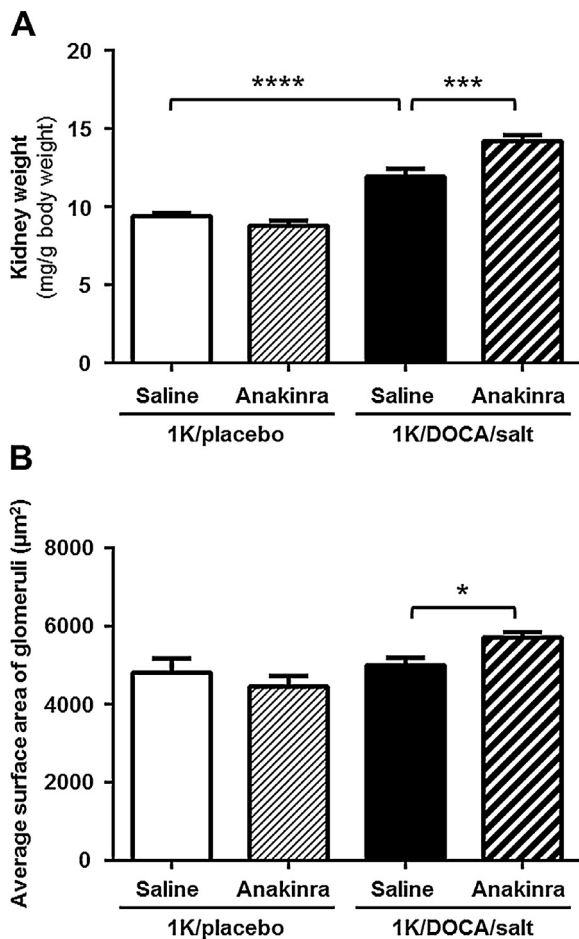 A
Kidney weight
(mg/g body weight)
20
15
10
5
0
****
***
Saline Anakinra Saline Anakinra
1K/placebo 1K/DOCA/salt
B
Average surface area of glomeruli (µm²)
8000
6000
4000
2000
0
*
Saline Anakinra Saline Anakinra
1K/placebo 1K/DOCA/salt